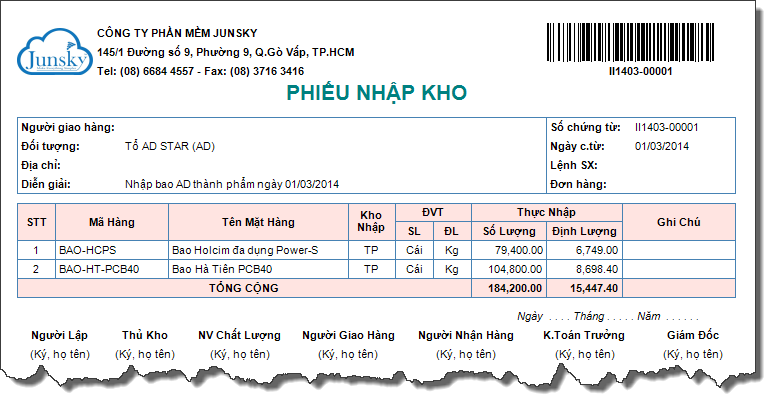 Junsky
CÔNG TY PHẦN MỀM JUNSKY
145/1 Đường số 9, Phường 9, Q.Gò Vấp, TP.HCM
Tel: (08) 6684 4557 - Fax: (08) 3716 3416
II1403-00001
PHIẾU NHẬP KHO
Người giao hàng: Số chứng từ: II1403-00001
Đối tượng: Tổ AD STAR (AD) Ngày c.từ: 01/03/2014
Địa chỉ: Lệnh SX:
Diễn giải: Nhập bao AD thành phẩm ngày 01/03/2014 Đơn hàng:
STT Mã Hàng Tên Mặt Hàng Kho Nhập ĐVT Thực Nhập Ghi Chú
SL ĐL Số Lượng Định Lượng
1 BAO-HCPS Bao Holcim đa dụng Power-S TP Cái Kg 79,400.00 6,749.00
2 BAO-HT-PCB40 Bao Hà Tiên PCB40 TP Cái Kg 104,800.00 8,698.40
TỔNG CỘNG 184,200.00 15,447.40
Ngày . . . . Tháng . . . . . Năm . . . . . .
Người Lập Thủ Kho NV Chất Lượng Người Giao Hàng Người Nhận Hàng K.Toán Trưởng Giám Đốc
(Ký, họ tên) (Ký, họ tên) (Ký, họ tên) (Ký, họ tên) (Ký, họ tên) (Ký, họ tên) (Ký, họ tên)